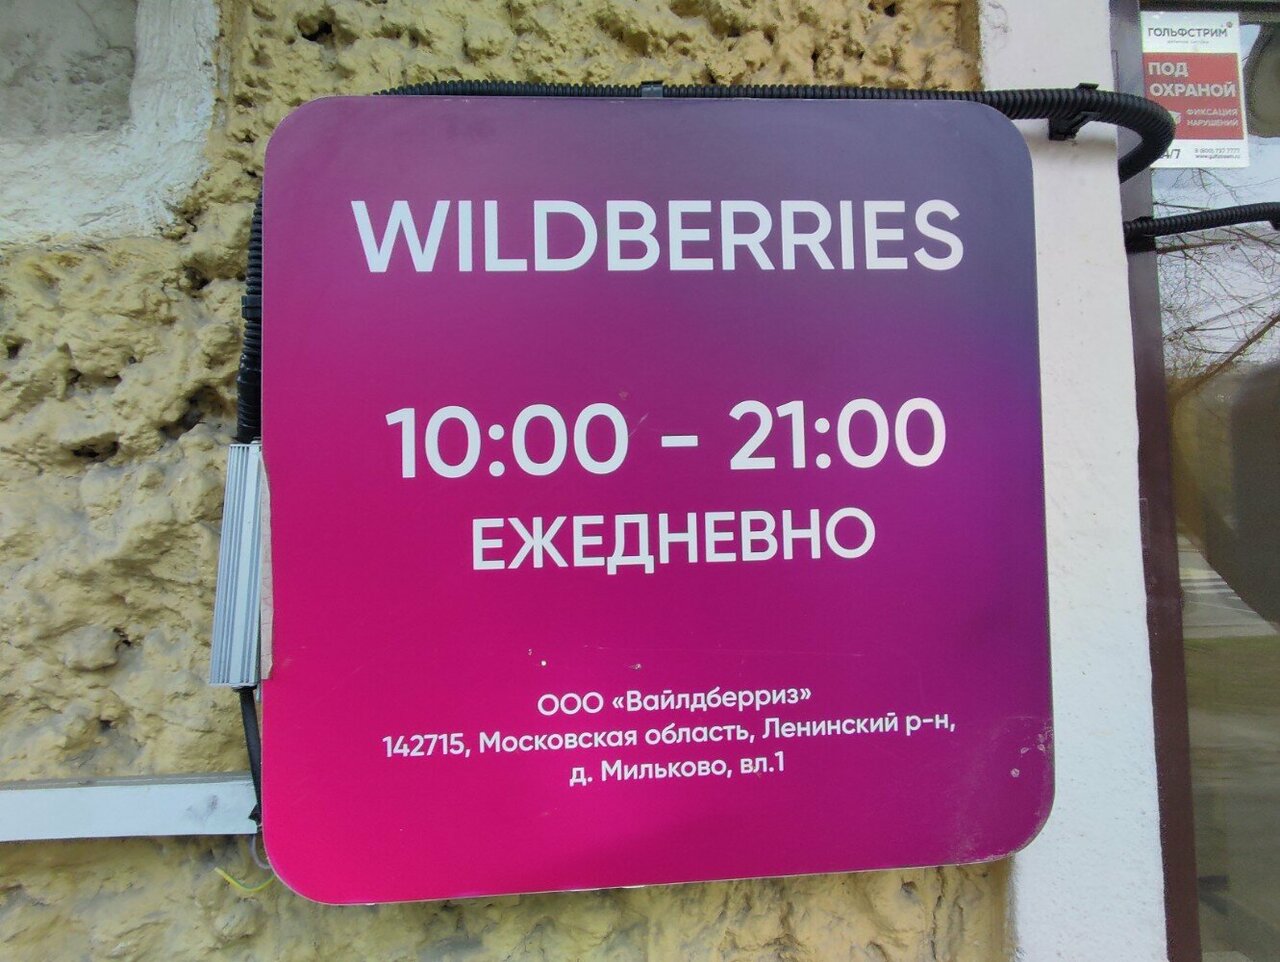 WILDBERRIES
10:00 - 21:00
ЕЖЕДНЕВНО
ООО «Вайлдберриз»
142715, Московская область, Ленинский р-н,
д. Мильково, вл.1
ГОЛЬФСТРИМ
ПОД
ОХРАНОЙ
ФИКСАЦИЯ
НАРУШЕНИЙ